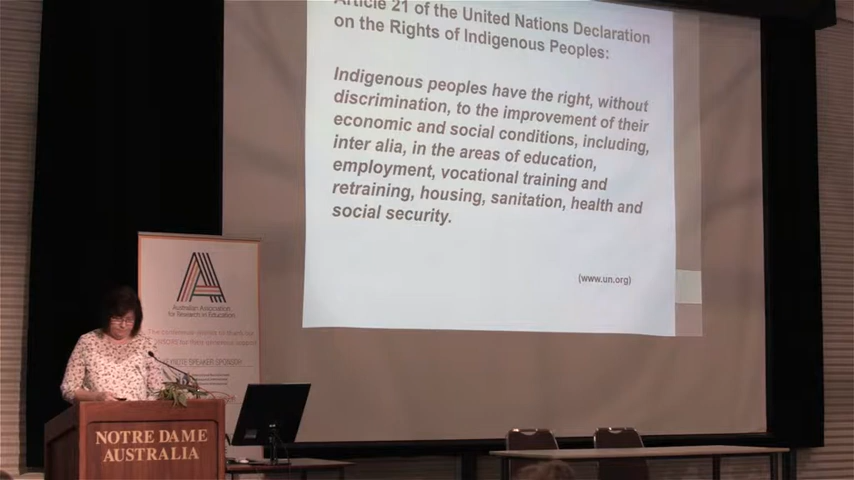 Article 21 of the United Nations Declaration
on the Rights of Indigenous Peoples:
Indigenous peoples have the right, without
discrimination, to the improvement of their
economic and social conditions, including,
inter alia, in the areas of education,
employment, vocational training and
retraining, housing, sanitation, health and
social security.
(www.un.org)
Australian Association
for Research in Education
KEYNOTE SPEAKER SPONSOR
NOTRE DAME
AUSTRALIA